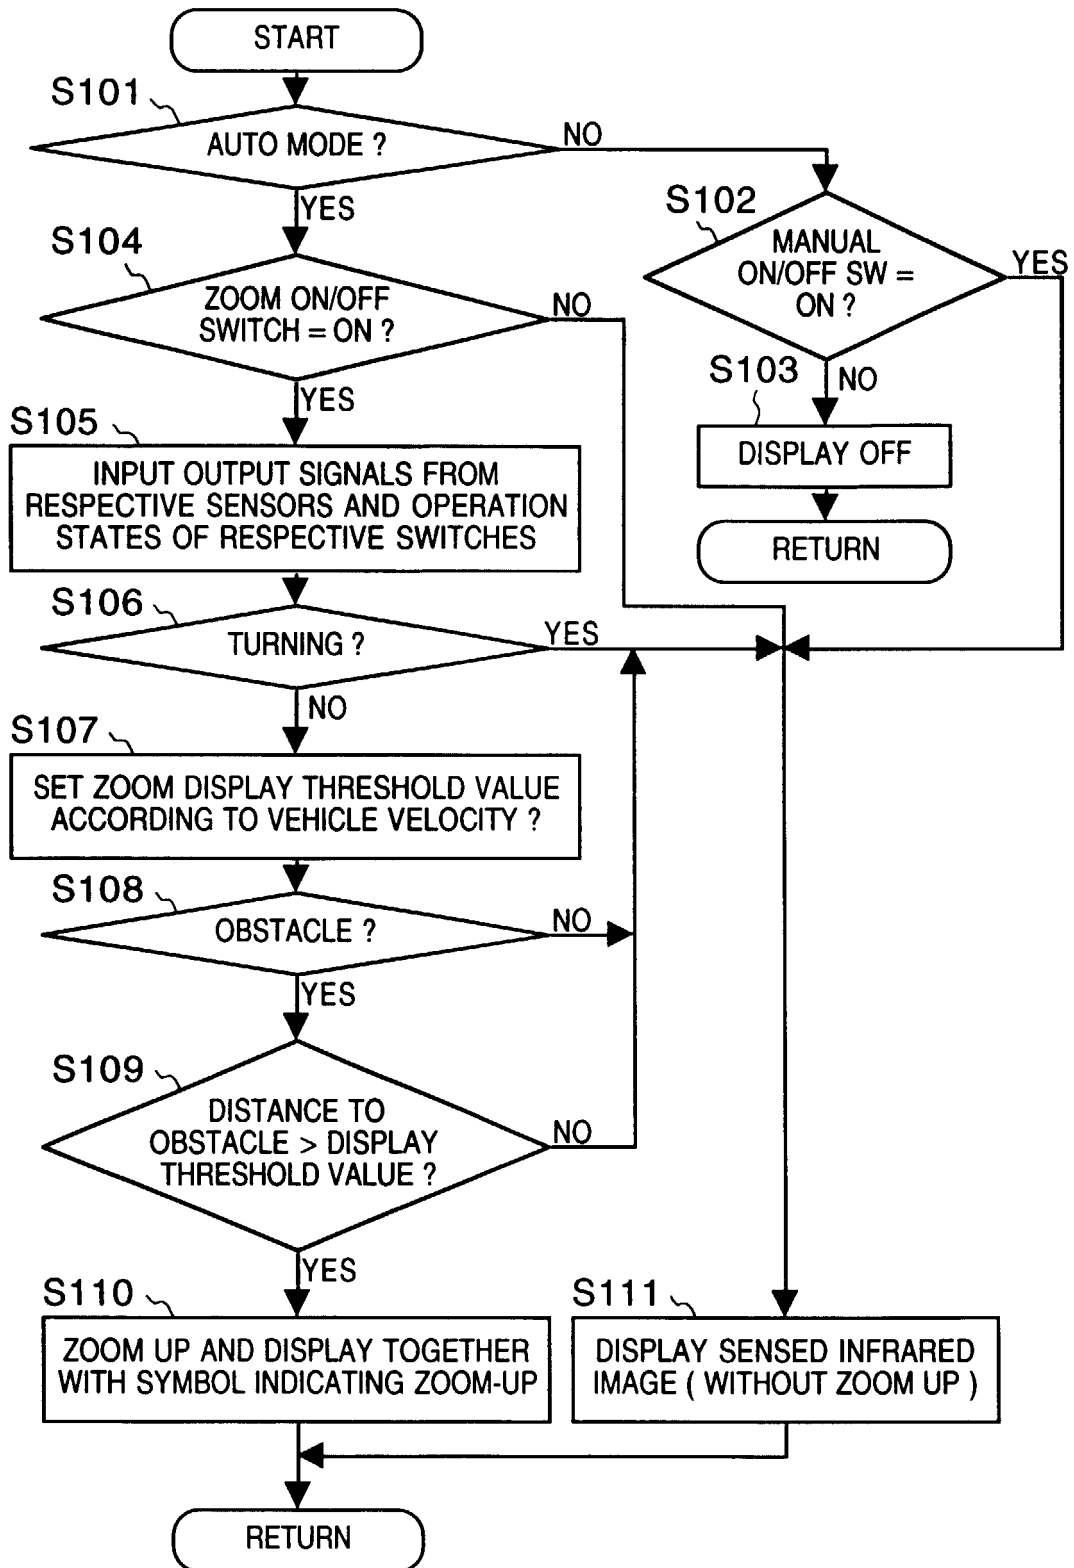 START
S101
AUTO MODE ?
NO
YES
S102
MANUAL
ON/OFF SW =
ON ?
YES
NO
S103
DISPLAY OFF
RETURN
S104
ZOOM ON/OFF
SWITCH = ON ?
NO
YES
S105
INPUT OUTPUT SIGNALS FROM
RESPECTIVE SENSORS AND OPERATION
STATES OF RESPECTIVE SWITCHES
S106
TURNING ?
YES
NO
S107
SET ZOOM DISPLAY THRESHOLD VALUE
ACCORDING TO VEHICLE VELOCITY ?
S108
OBSTACLE ?
NO
YES
S109
DISTANCE TO
OBSTACLE > DISPLAY
THRESHOLD VALUE ?
NO
YES
S110
ZOOM UP AND DISPLAY TOGETHER
WITH SYMBOL INDICATING ZOOM-UP
S111
DISPLAY SENSED INFRARED
IMAGE ( WITHOUT ZOOM UP )
RETURN